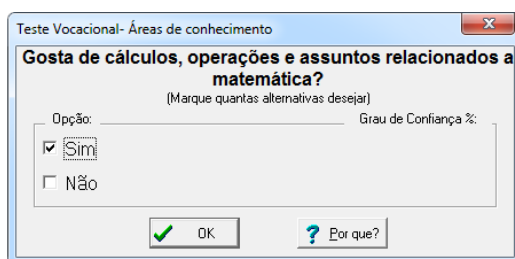 Teste Vocacional- Áreas de conhecimento
Gosta de cálculos, operações e assuntos relacionados a
matemática?
(Marque quantas alternativas desejar)
Opção: Grau de Confiança %:
Sim
Não
OK Por que?